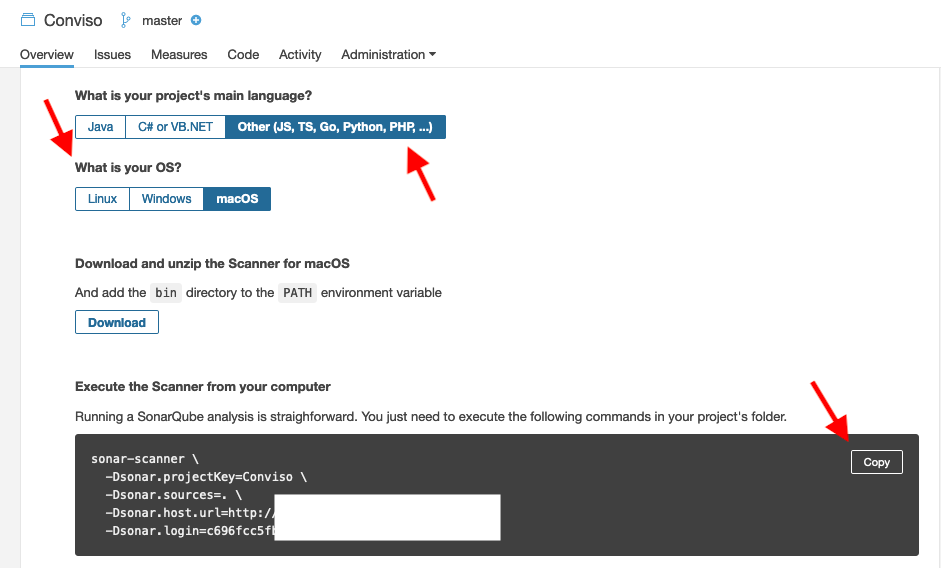 Conviso master
Overview Issues Measures Code Activity Administration
What is your project's main language?
Java C# or VB.NET Other (JS, TS, Go, Python, PHP, ...)
What is your OS?
Linux Windows macOS
Download and unzip the Scanner for macOS
And add the bin directory to the PATH environment variable
Download
Execute the Scanner from your computer
Running a SonarQube analysis is straighforward. You just need to execute the following commands in your project's folder.
Copy
sonar-scanner \
-Dsonar.projectKey=Conviso \
-Dsonar.sources=. \
-Dsonar.host.url=http://
-Dsonar.login=c696fcc5f